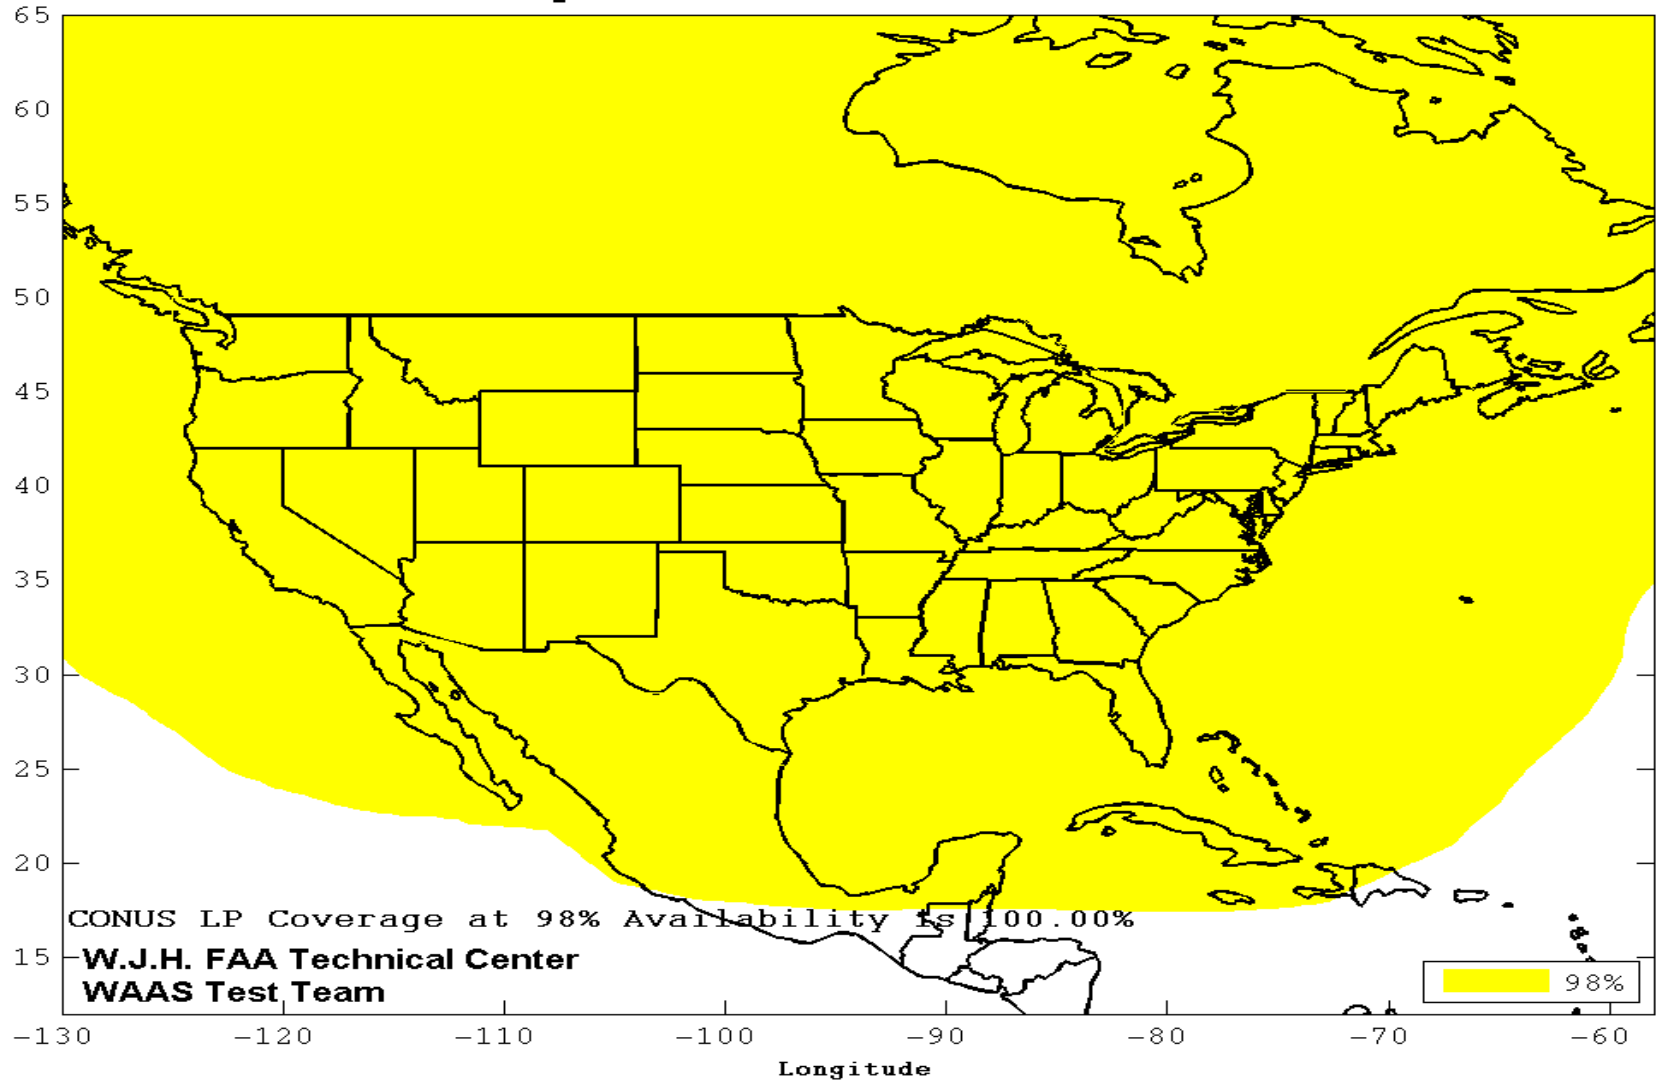 65
60
55
50
45
40
35
30
25
20
CONUS LP Coverage at 98% Availability is 100.00%
15
W.J.H. FAA Technical Center
WAAS Test Team
98%
-130 -120 -110 -100 -90 -80 -70 -60
Longitude